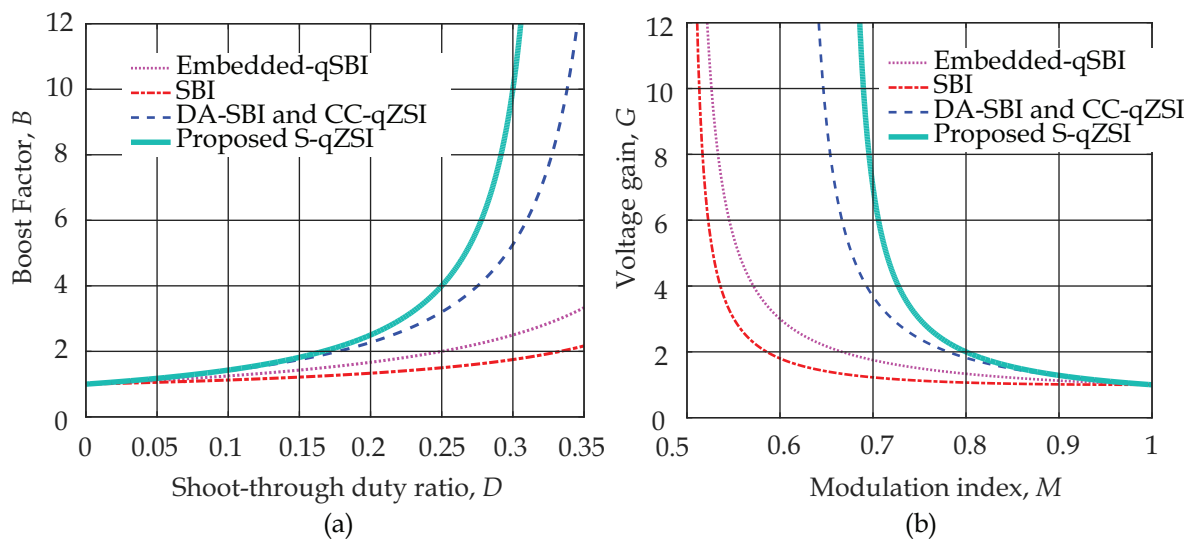 12
10
8
6
4
2
0
Boost Factor, B
Embedded-qSBI
SBI
DA-SBI and CC-qZSI
Proposed S-qZSI
0 0.05 0.1 0.15 0.2 0.25 0.3 0.35
Shoot-through duty ratio, D
(a)
12
10
8
6
4
2
0
Voltage gain, G
Embedded-qSBI
SBI
DA-SBI and CC-qZSI
Proposed S-qZSI
0.5 0.6 0.7 0.8 0.9 1
Modulation index, M
(b)